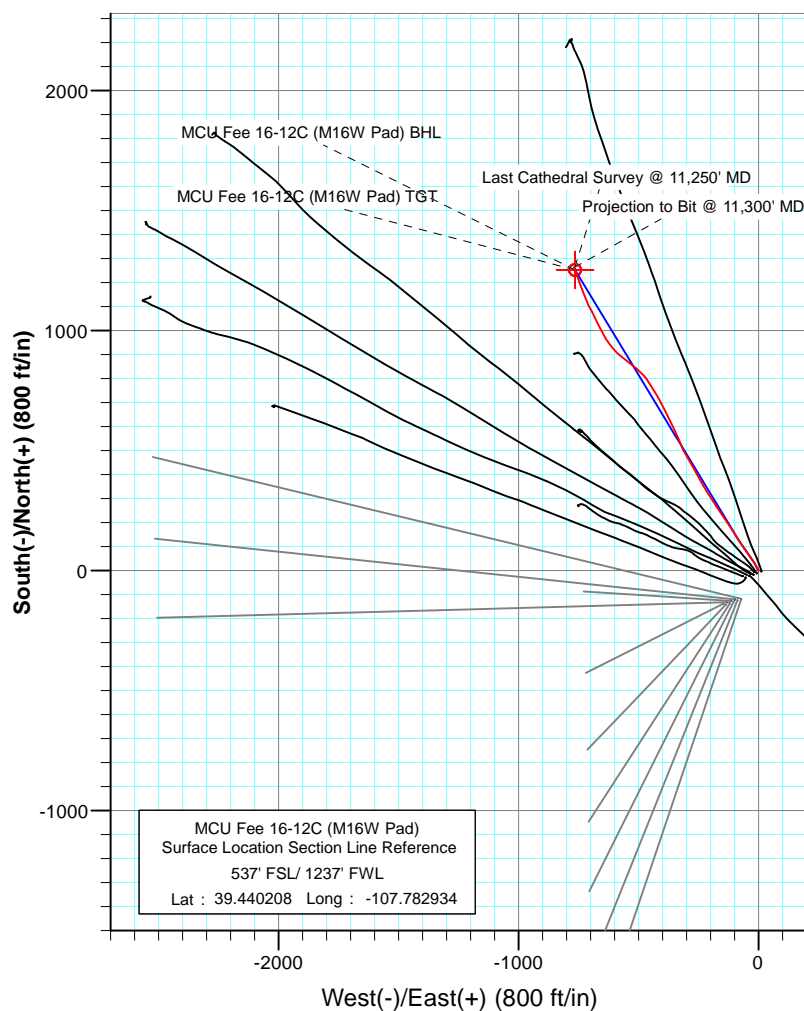 2000
MCU Fee 16-12C (M16W Pad) BHL
Last Cathedral Survey @ 11,250' MD
MCU Fee 16-12C (M16W Pad) TGT
Projection to Bit @ 11,300' MD
1000
South(-)/North(+) (800 ft/in)
0
-1000
MCU Fee 16-12C (M16W Pad)
Surface Location Section Line Reference
537' FSL/ 1237' FWL
Lat : 39.440208 Long : -107.782934
-2000
-1000
0
West(-)/East(+) (800 ft/in)